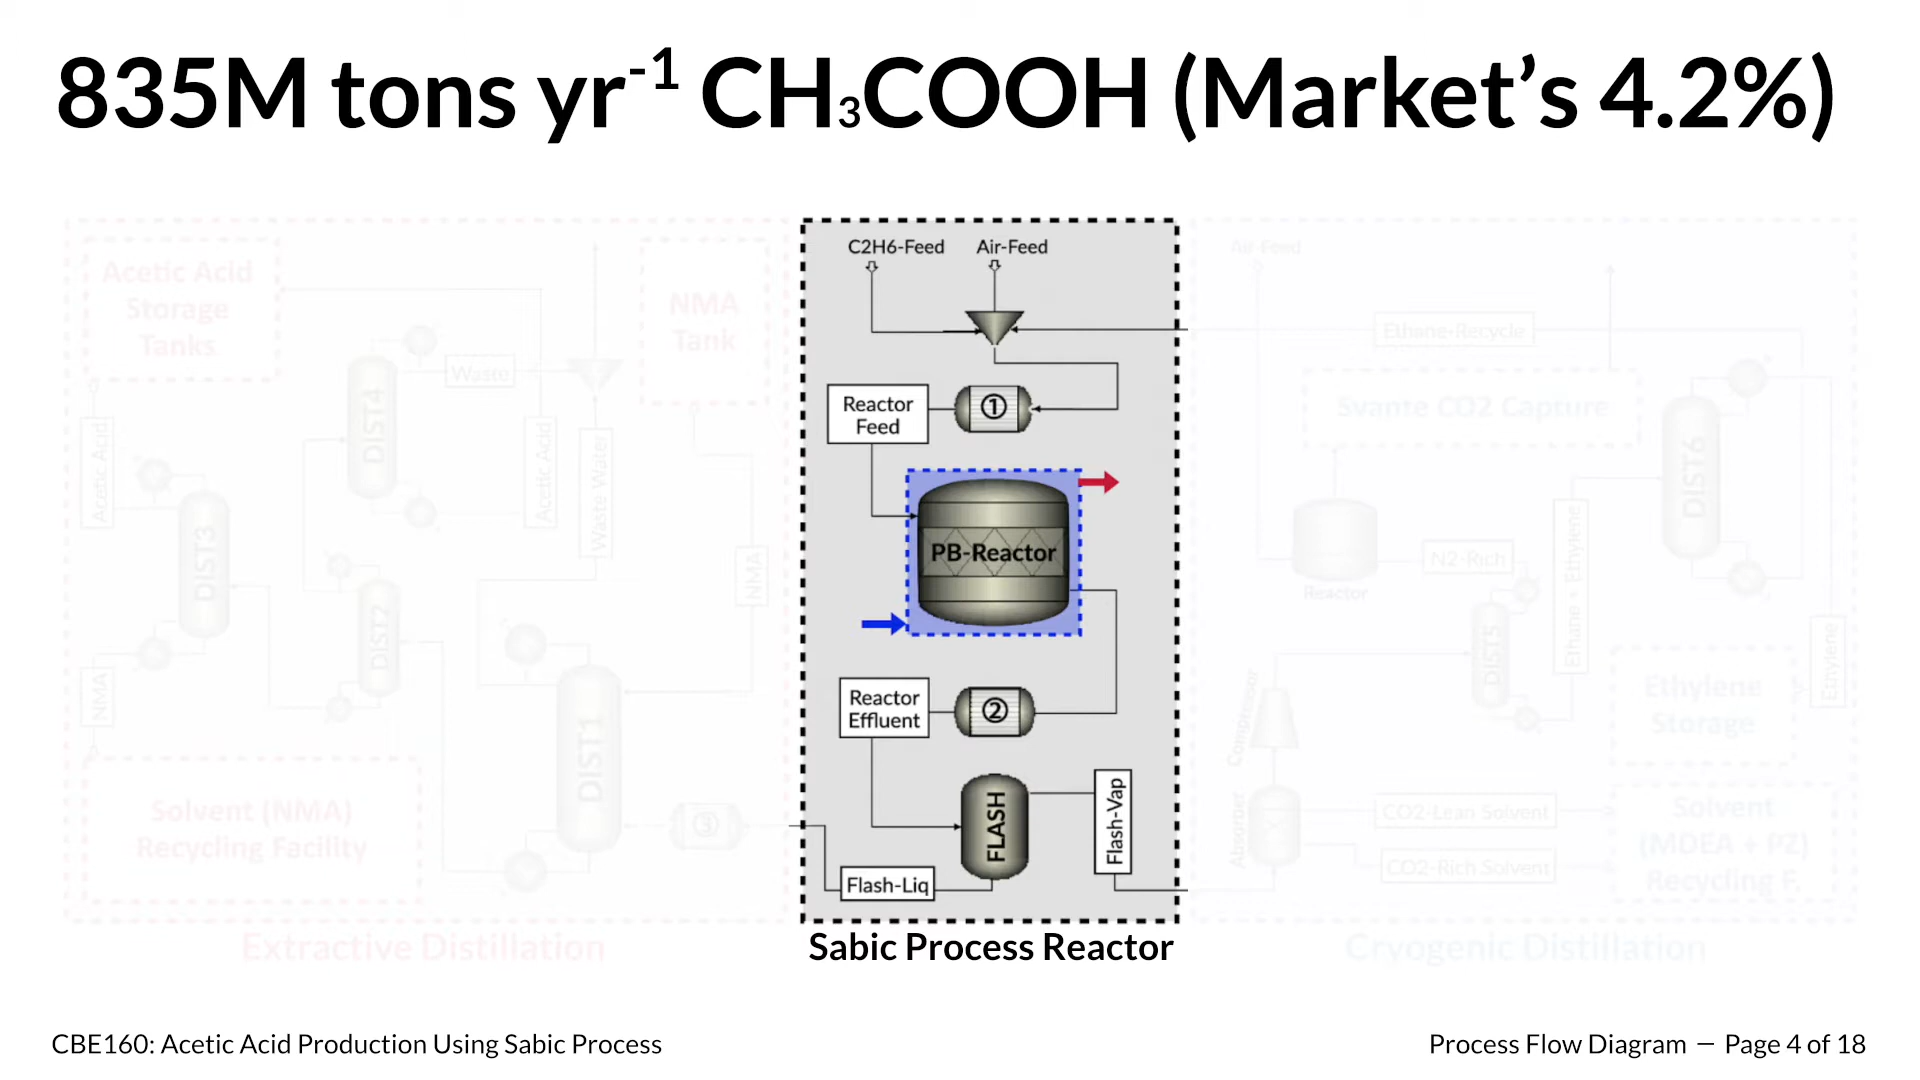 835M tons yr-1 CH3COOH (Market's 4.2%)
Acetic Acid
Storage
Tanks
NMA
Tank
DIST4
Waste
Acetic Acid
Acetic Acid
Waste Water
DIST3
DIST2
NMA
NMA
DIST1
Solvent (NMA)
Recycling Facility
③
Extractive Distillation
C2H6-Feed
Air-Feed
①
Reactor
Feed
PB-Reactor
Reactor
Effluent
②
FLASH
Flash-Vap
Flash-Liq
Sabic Process Reactor
Air-Feed
Ethane-Recycle
Svante CO2 Capture
DIST6
N2-Rich
Reactor
Ethane + Ethylene
DIST5
Ethylene
Ethylene
Storage
Compressor
Absorber
CO2-Lean Solvent
CO2-Rich Solvent
Solvent
(MDEA + PZ)
Recycling F.
Cryogenic Distillation
CBE160: Acetic Acid Production Using Sabic Process
Process Flow Diagram — Page 4 of 18